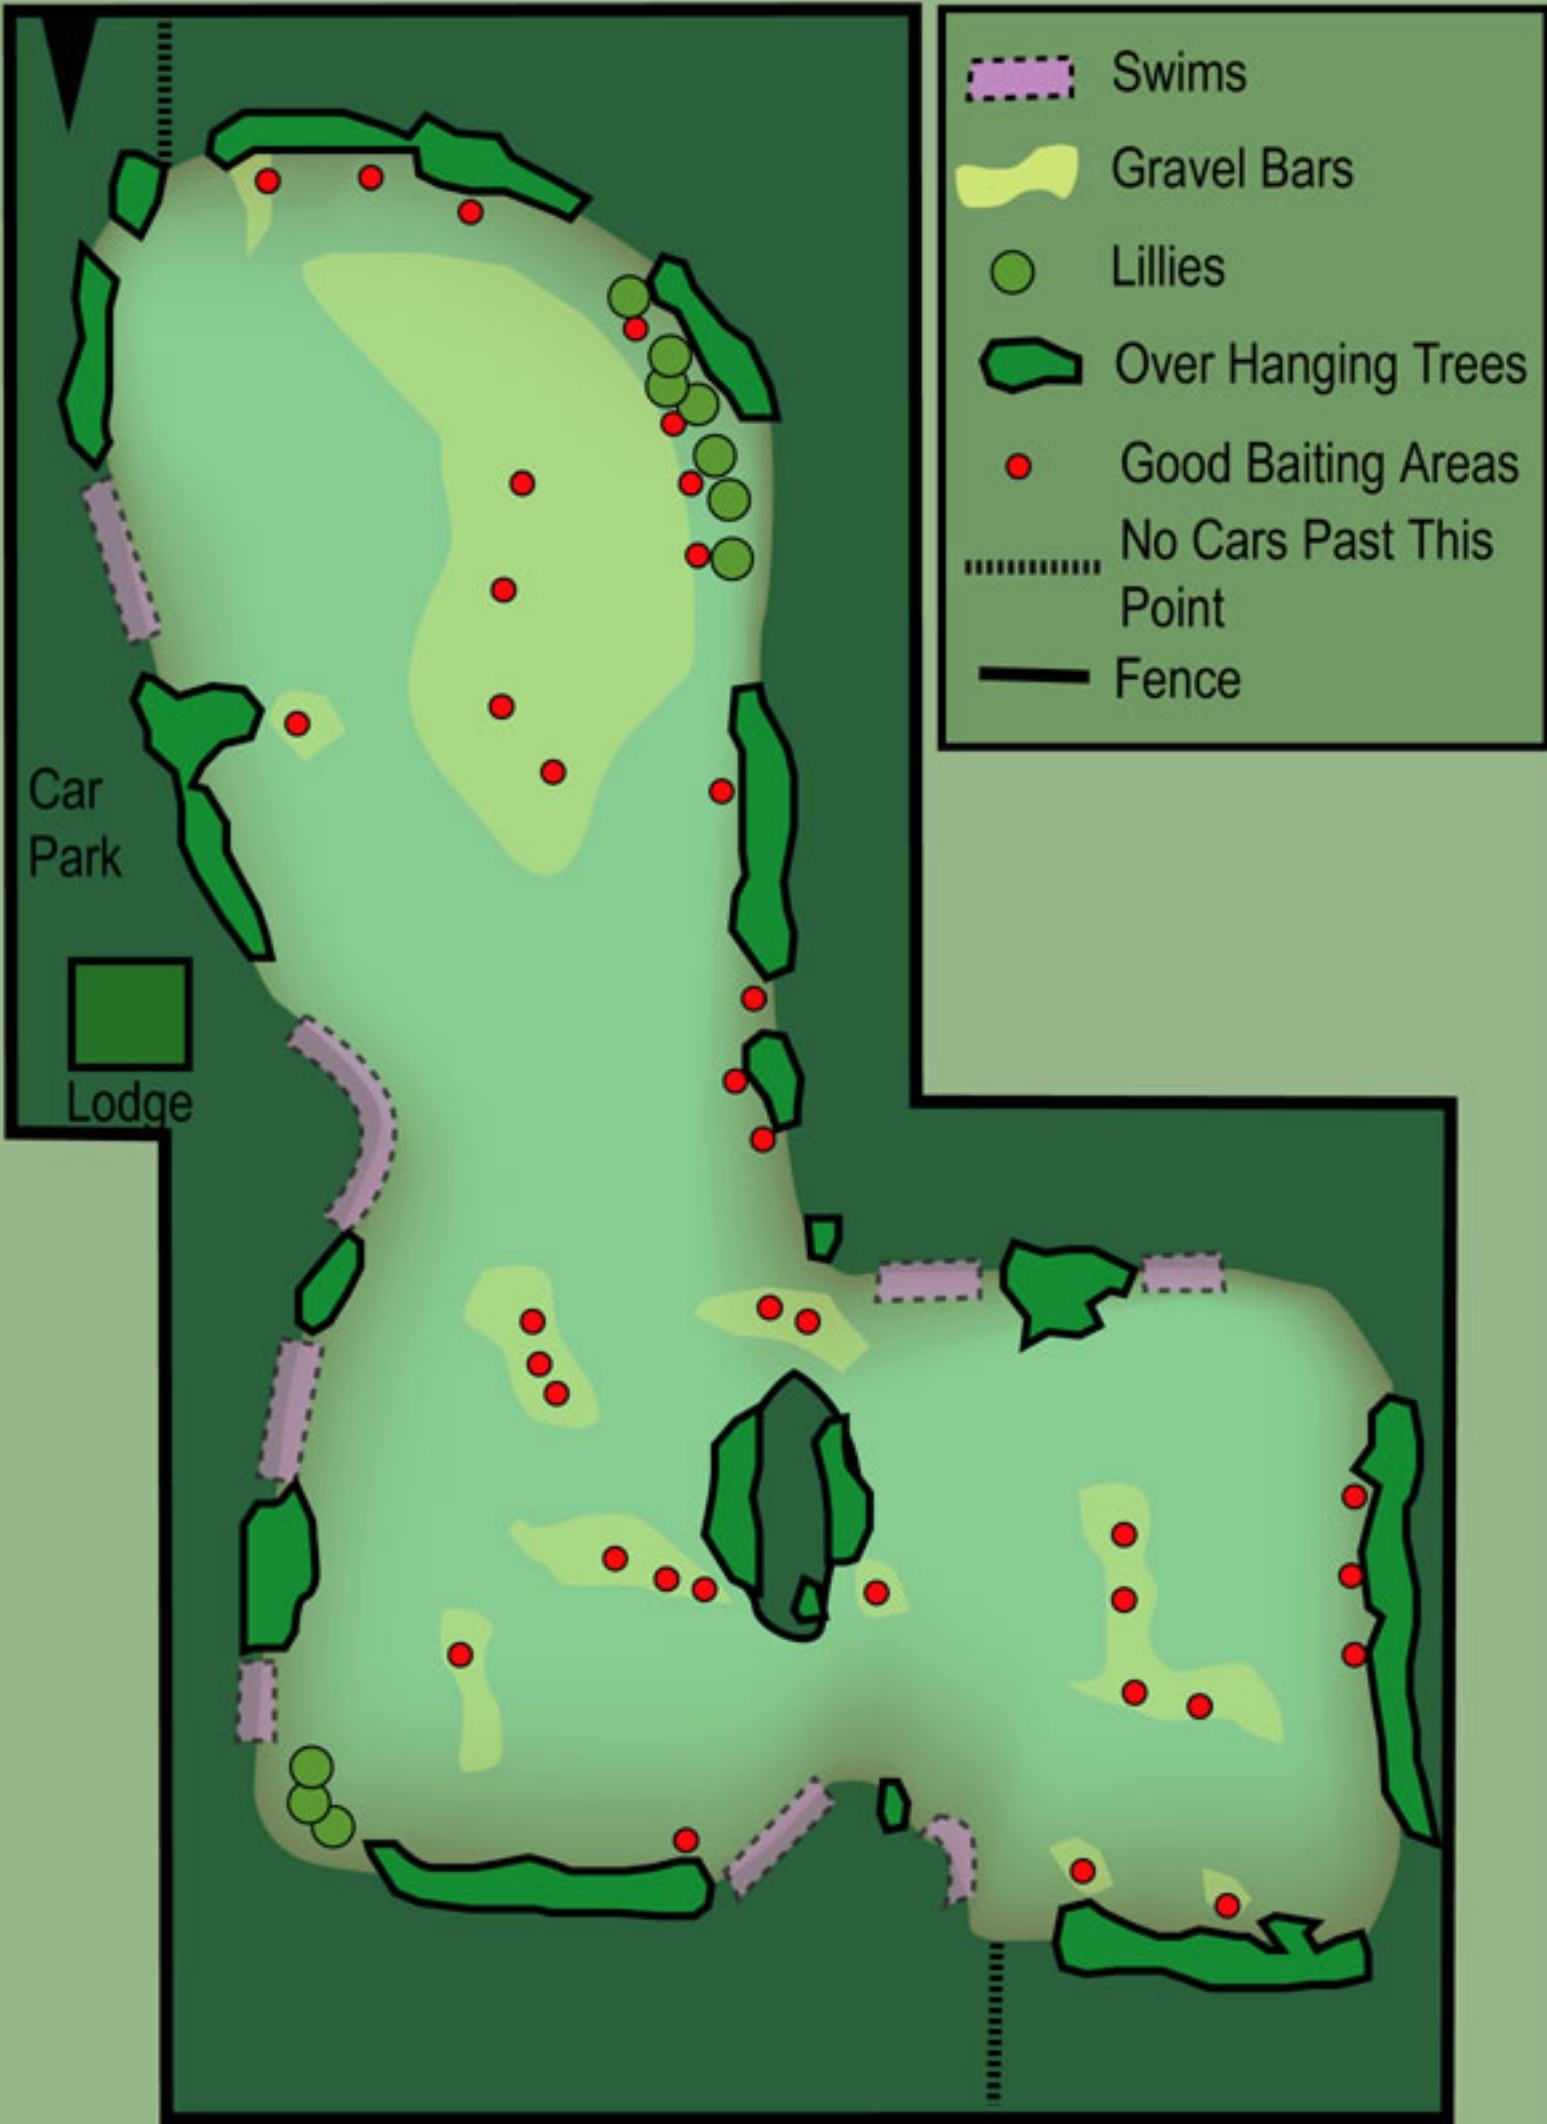 Swims
Gravel Bars
Lillies
Over Hanging Trees
Good Baiting Areas
No Cars Past This
Point
Fence
Car
Park
Lodge